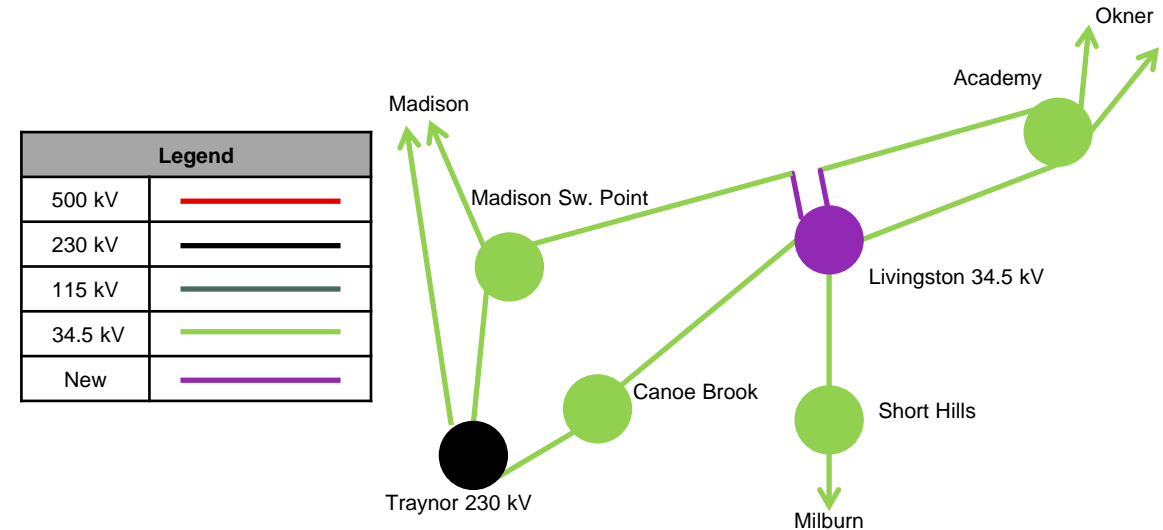 Okner
Academy
Madison
Legend
500 kV
230 kV
115 kV
34.5 kV
New
Madison Sw. Point
Livingston 34.5 kV
Canoe Brook
Short Hills
Traynor 230 kV
Milburn